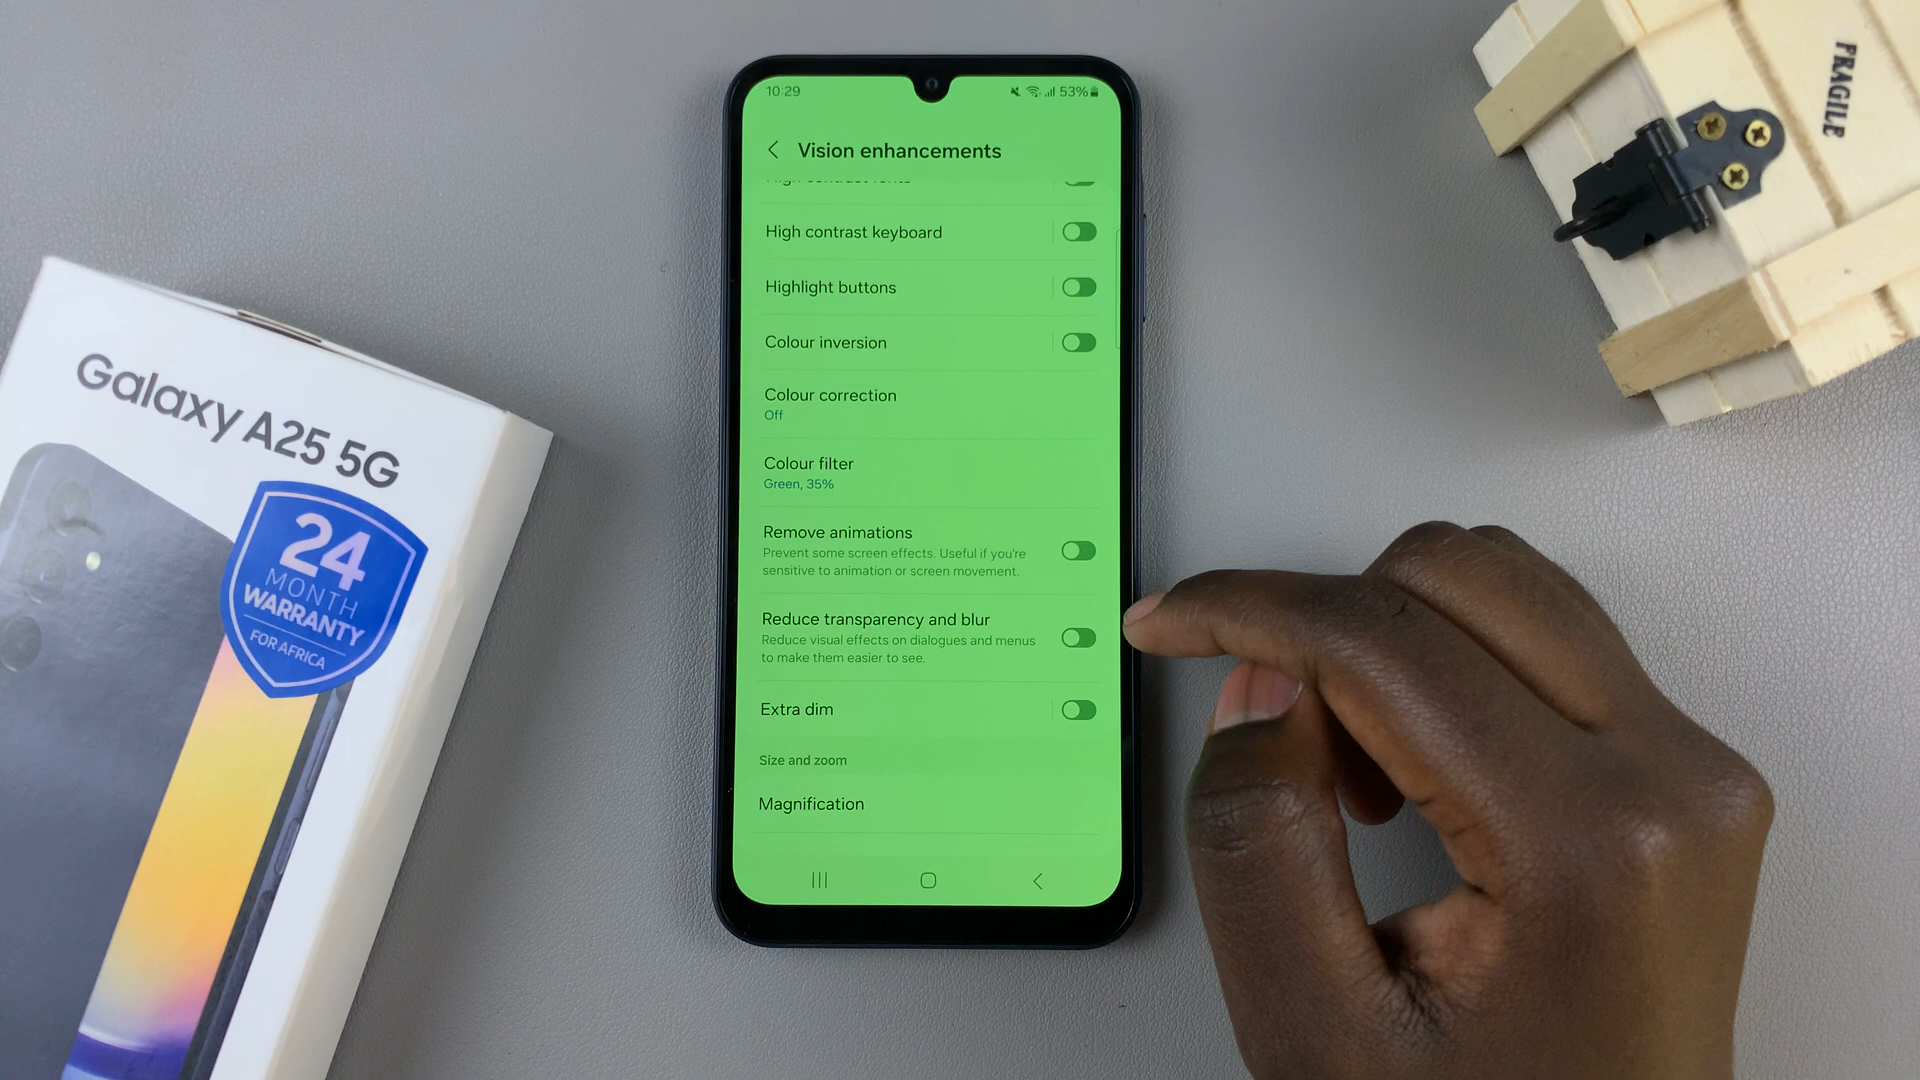 10:29
53%
Vision enhancements
High contrast fonts
High contrast keyboard
Highlight buttons
Colour inversion
Colour correction
Off
Colour filter
Green, 35%
Remove animations
Prevent some screen effects. Useful if you're
sensitive to animation or screen movement.
Reduce transparency and blur
Reduce visual effects on dialogues and menus
to make them easier to see.
Extra dim
Size and zoom
Magnification
Galaxy A25 5G
24
MONTH
WARRANTY
FOR AFRICA
FRAGILE